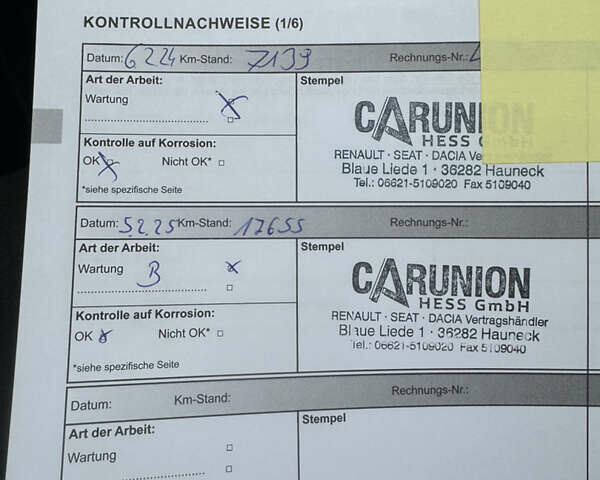 KONTROLLNACHWEISE (1/6)
Datum: 6 2 24 Km-Stand: 7139 Rechnungs-Nr.:
Art der Arbeit: Stempel
Wartung X
CARUNION
HESS GmbH
Kontrolle auf Korrosion:
OK X Nicht OK*
*siehe spezifische Seite
RENAULT · SEAT · DACIA Vertragshändler
Blaue Liede 1 · 36282 Hauneck
Tel.: 06621-5109020 Fax 5109040
Datum: 5.2.25 Km-Stand: 17655 Rechnungs-Nr.:
Art der Arbeit: Stempel
Wartung B x
CARUNION
HESS GmbH
Kontrolle auf Korrosion:
OK x Nicht OK*
*siehe spezifische Seite
RENAULT · SEAT · DACIA Vertragshändler
Blaue Liede 1 · 36282 Hauneck
Tel.: 06621-5109020 Fax 5109040
Datum: Km-Stand: Rechnungs-Nr.:
Art der Arbeit: Stempel
Wartung